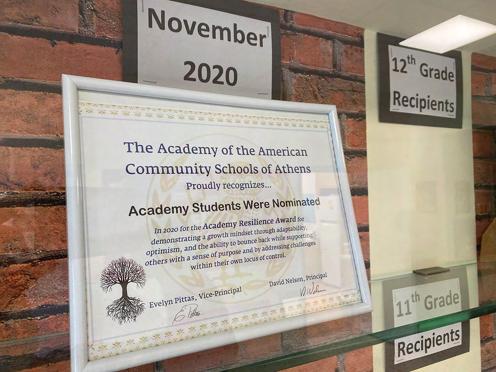 November
2020
12th Grade
Recipients
The Academy of the American
Community Schools of Athens
Proudly recognizes...
Academy Students Were Nominated
In 2020 for the Academy Resilience Award for
demonstrating a growth mindset through adaptability,
optimism, and the ability to bounce back while supporting
others with a sense of purpose and by addressing challenges
within their own locus of control.
Evelyn Pittas, Vice-Principal
David Nelson, Principal
11th Grade
Recipients